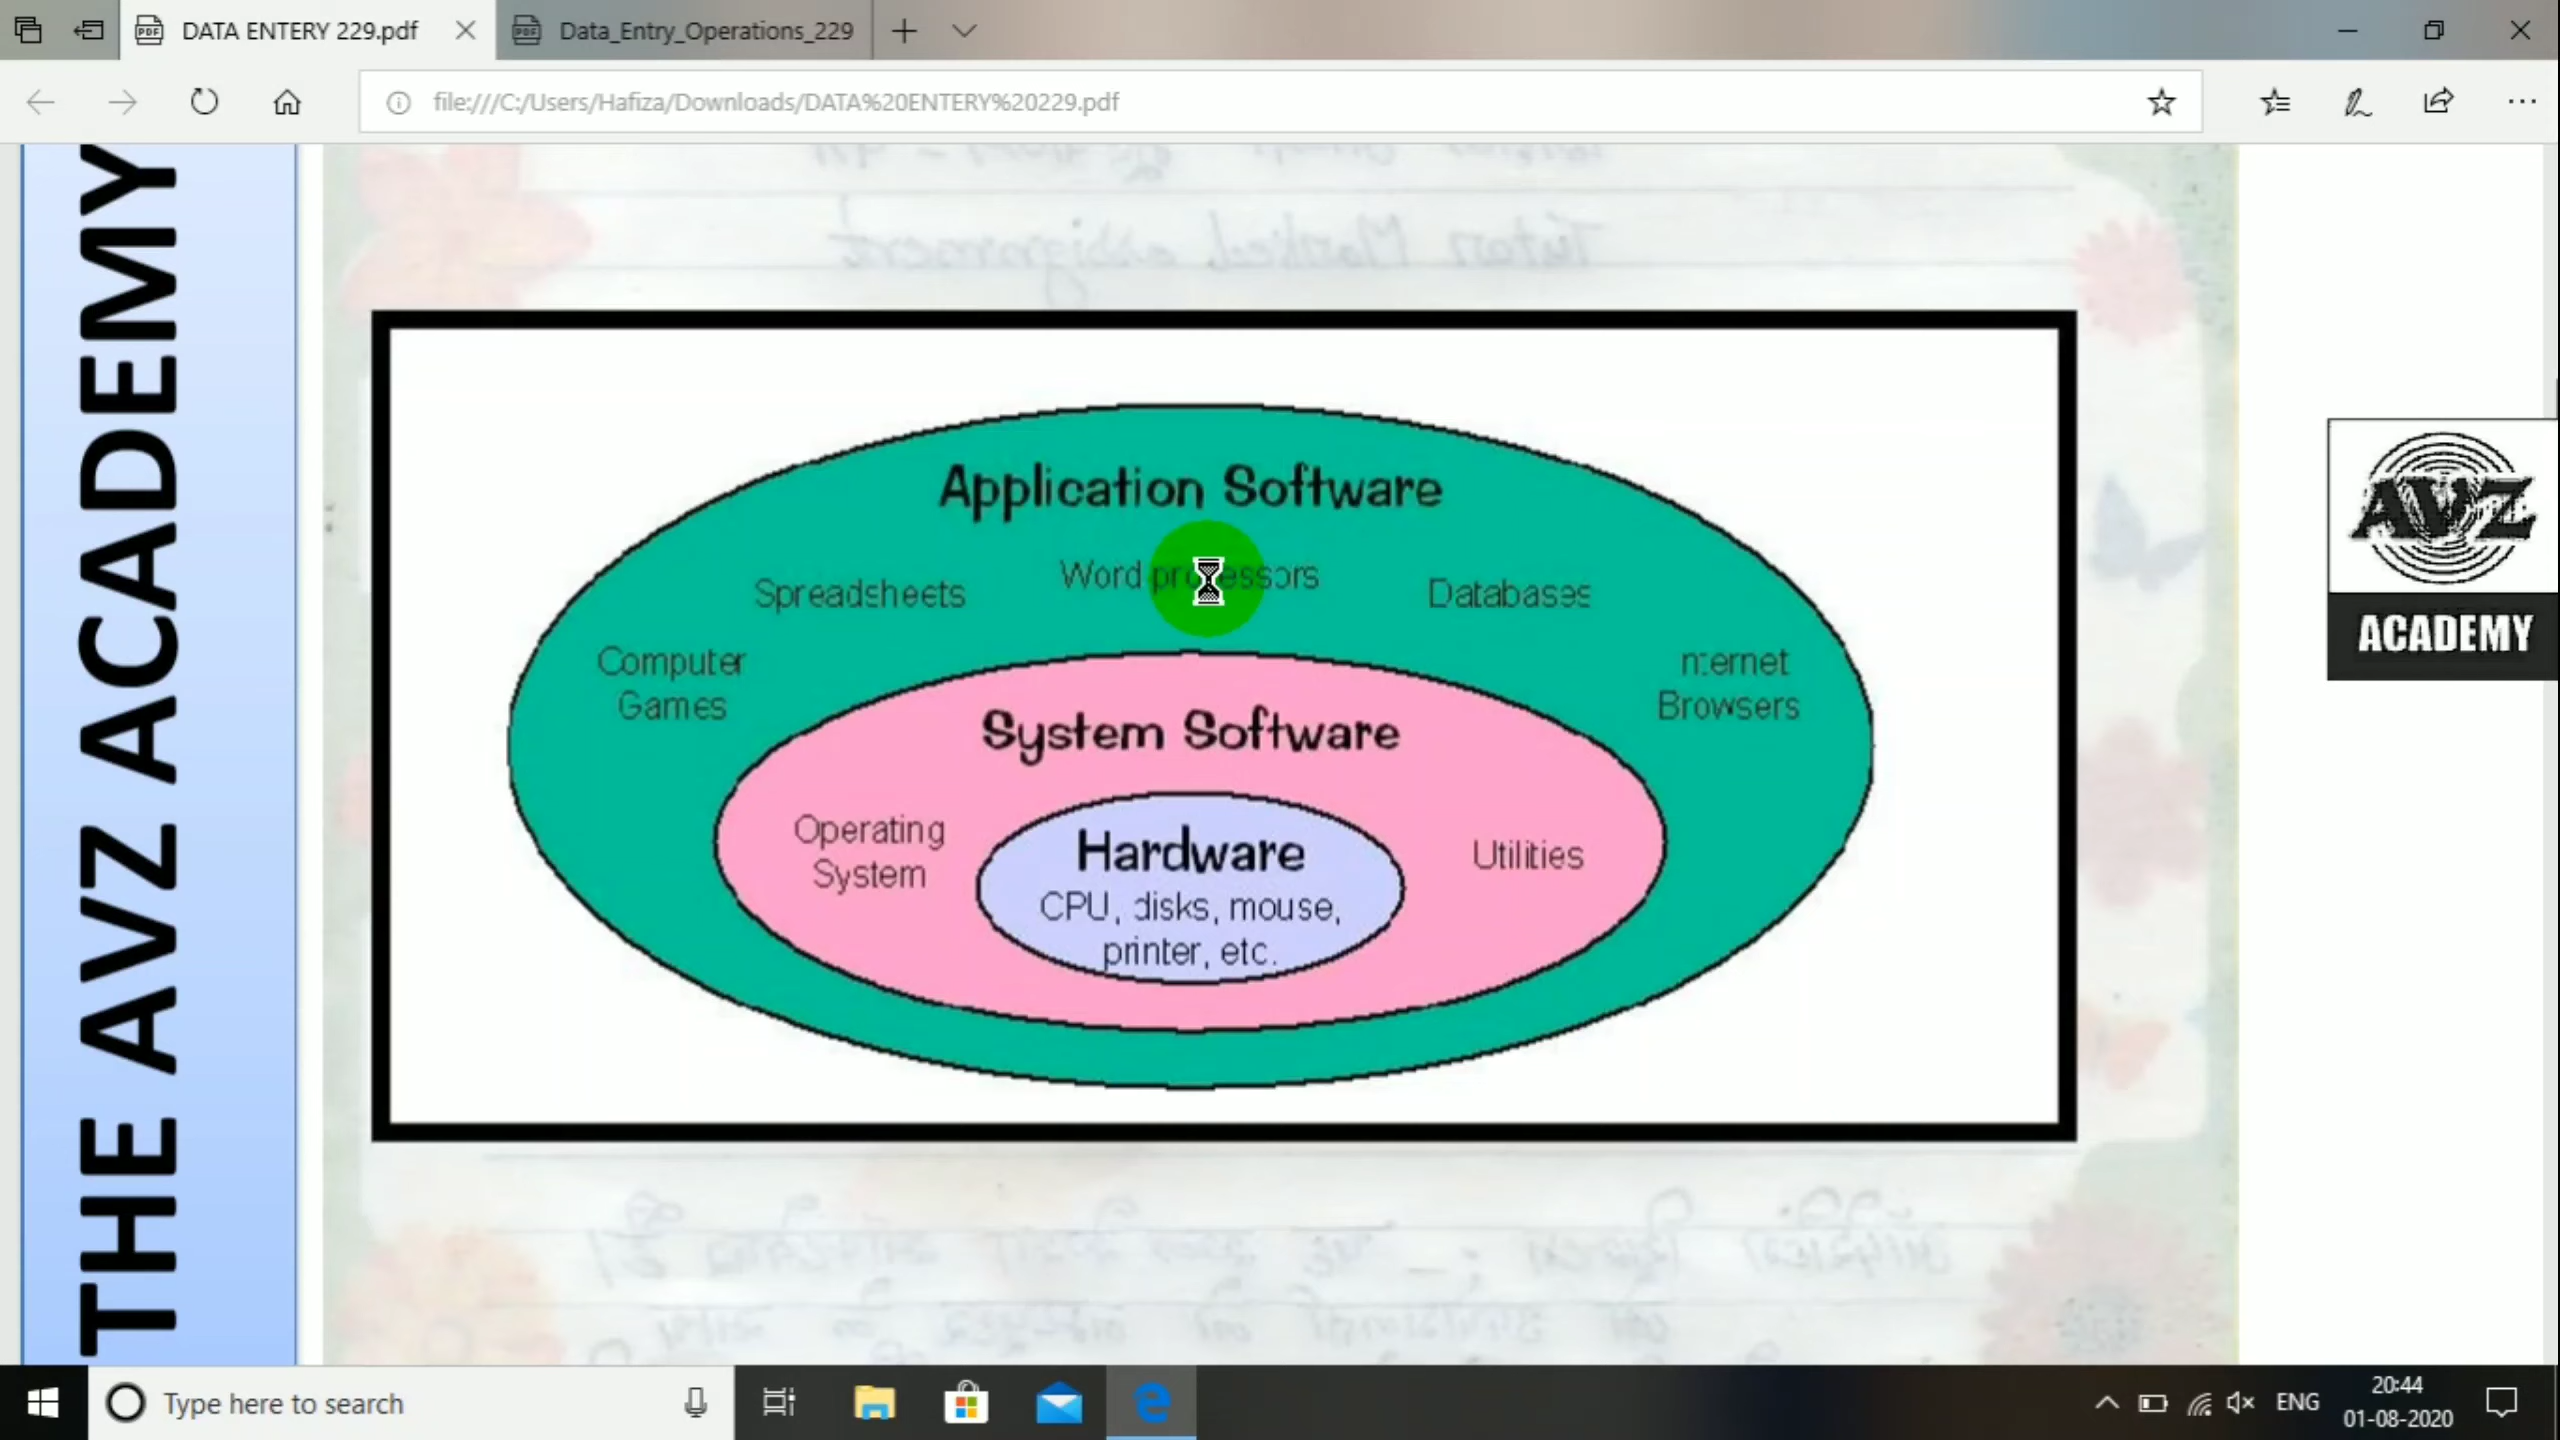 DATA ENTERY 229.pdf
Data_Entry_Operations_229
file:///C:/Users/Hafiza/Downloads/DATA%20ENTERY%20229.pdf
THE AVZ ACADEMY
Application Software
Spreadsheets
Databases
Computer
Games
Browsers
System Software
Operating
System
Utilities
Hardware
CPU, disks, mouse,
printer, etc.
AVZ
ACADEMY
Type here to search
ENG
20:44
01-08-2020